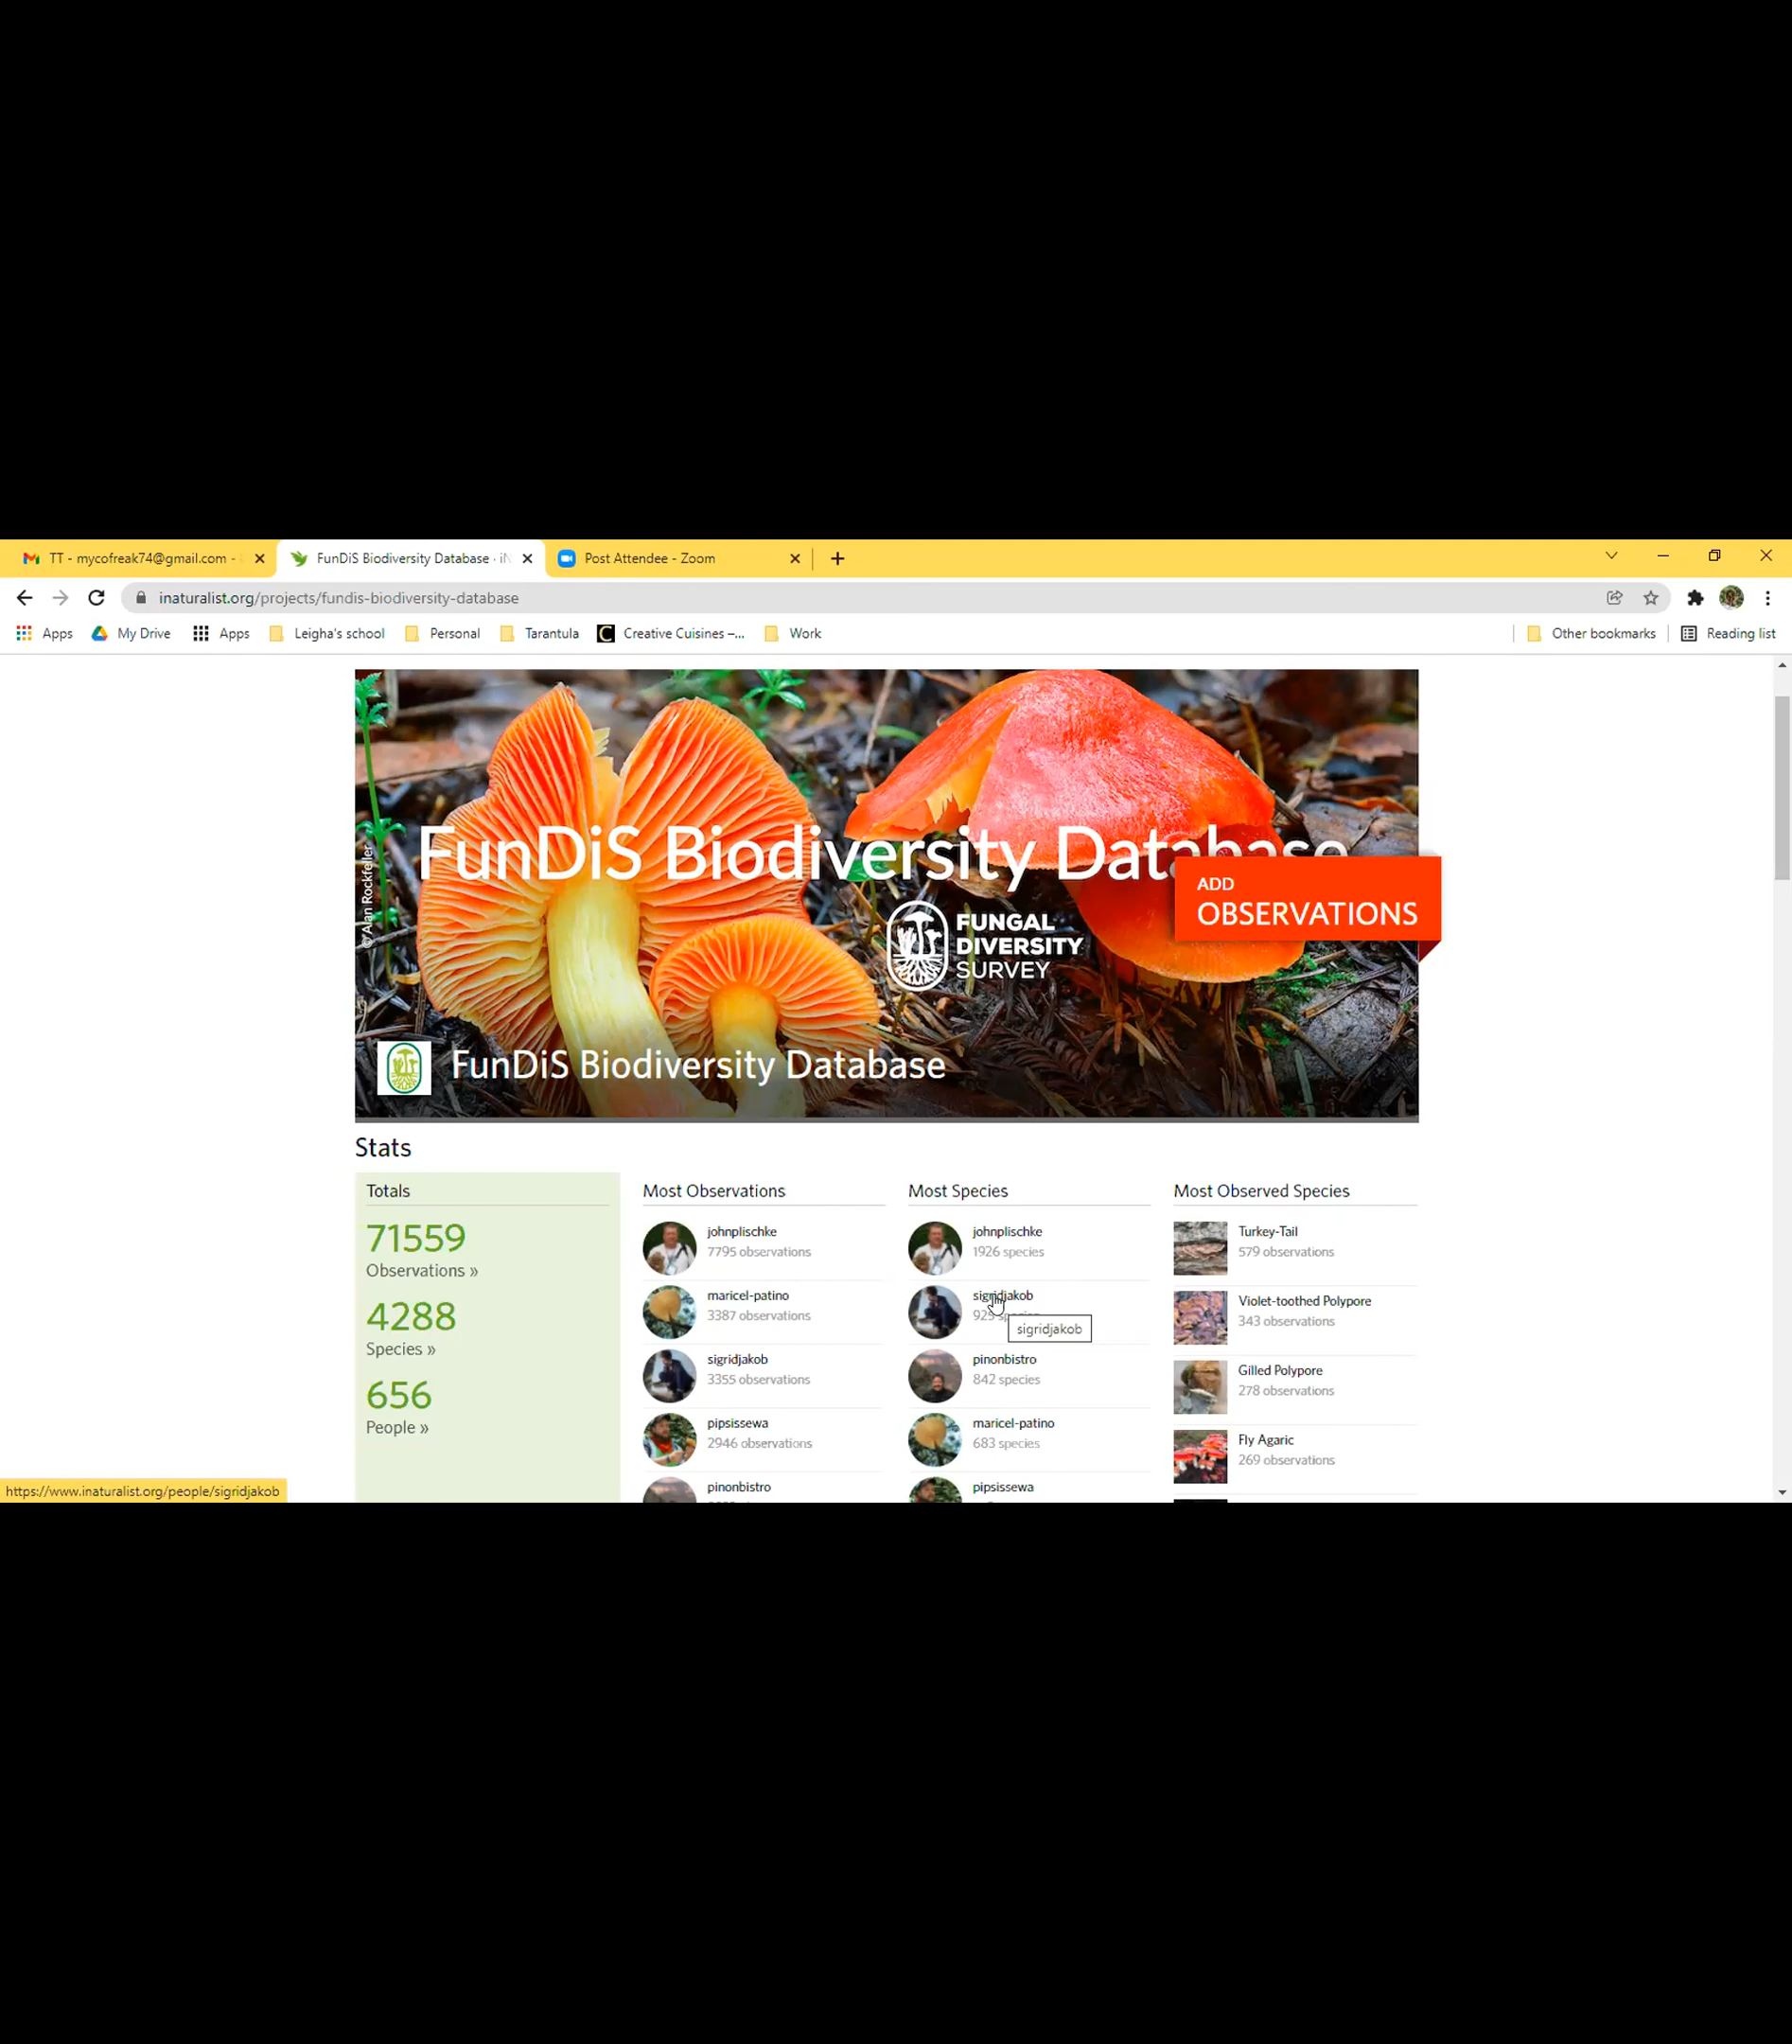 TT - mycofreak74@gmail.com -
FunDiS Biodiversity Database · iN
Post Attendee - Zoom
inaturalist.org/projects/fundis-biodiversity-database
Apps
My Drive
Apps
Leigha's school
Personal
Tarantula
Creative Cuisines –...
Work
Other bookmarks
Reading list
FunDiS Biodiversity Database
© Alan Rockfeller
ADD
OBSERVATIONS
FUNGAL
DIVERSITY
SURVEY
FunDiS Biodiversity Database
Stats
Totals
71559
Observations »
4288
Species »
656
People »
Most Observations
johnplischke
7795 observations
maricel-patino
3387 observations
sigridjakob
3355 observations
pipsissewa
2946 observations
pinonbistro
Most Species
johnplischke
1926 species
sigridjakob
925 species
sigridjakob
pinonbistro
842 species
maricel-patino
683 species
pipsissewa
Most Observed Species
Turkey-Tail
579 observations
Violet-toothed Polypore
343 observations
Gilled Polypore
278 observations
Fly Agaric
269 observations
https://www.inaturalist.org/people/sigridjakob